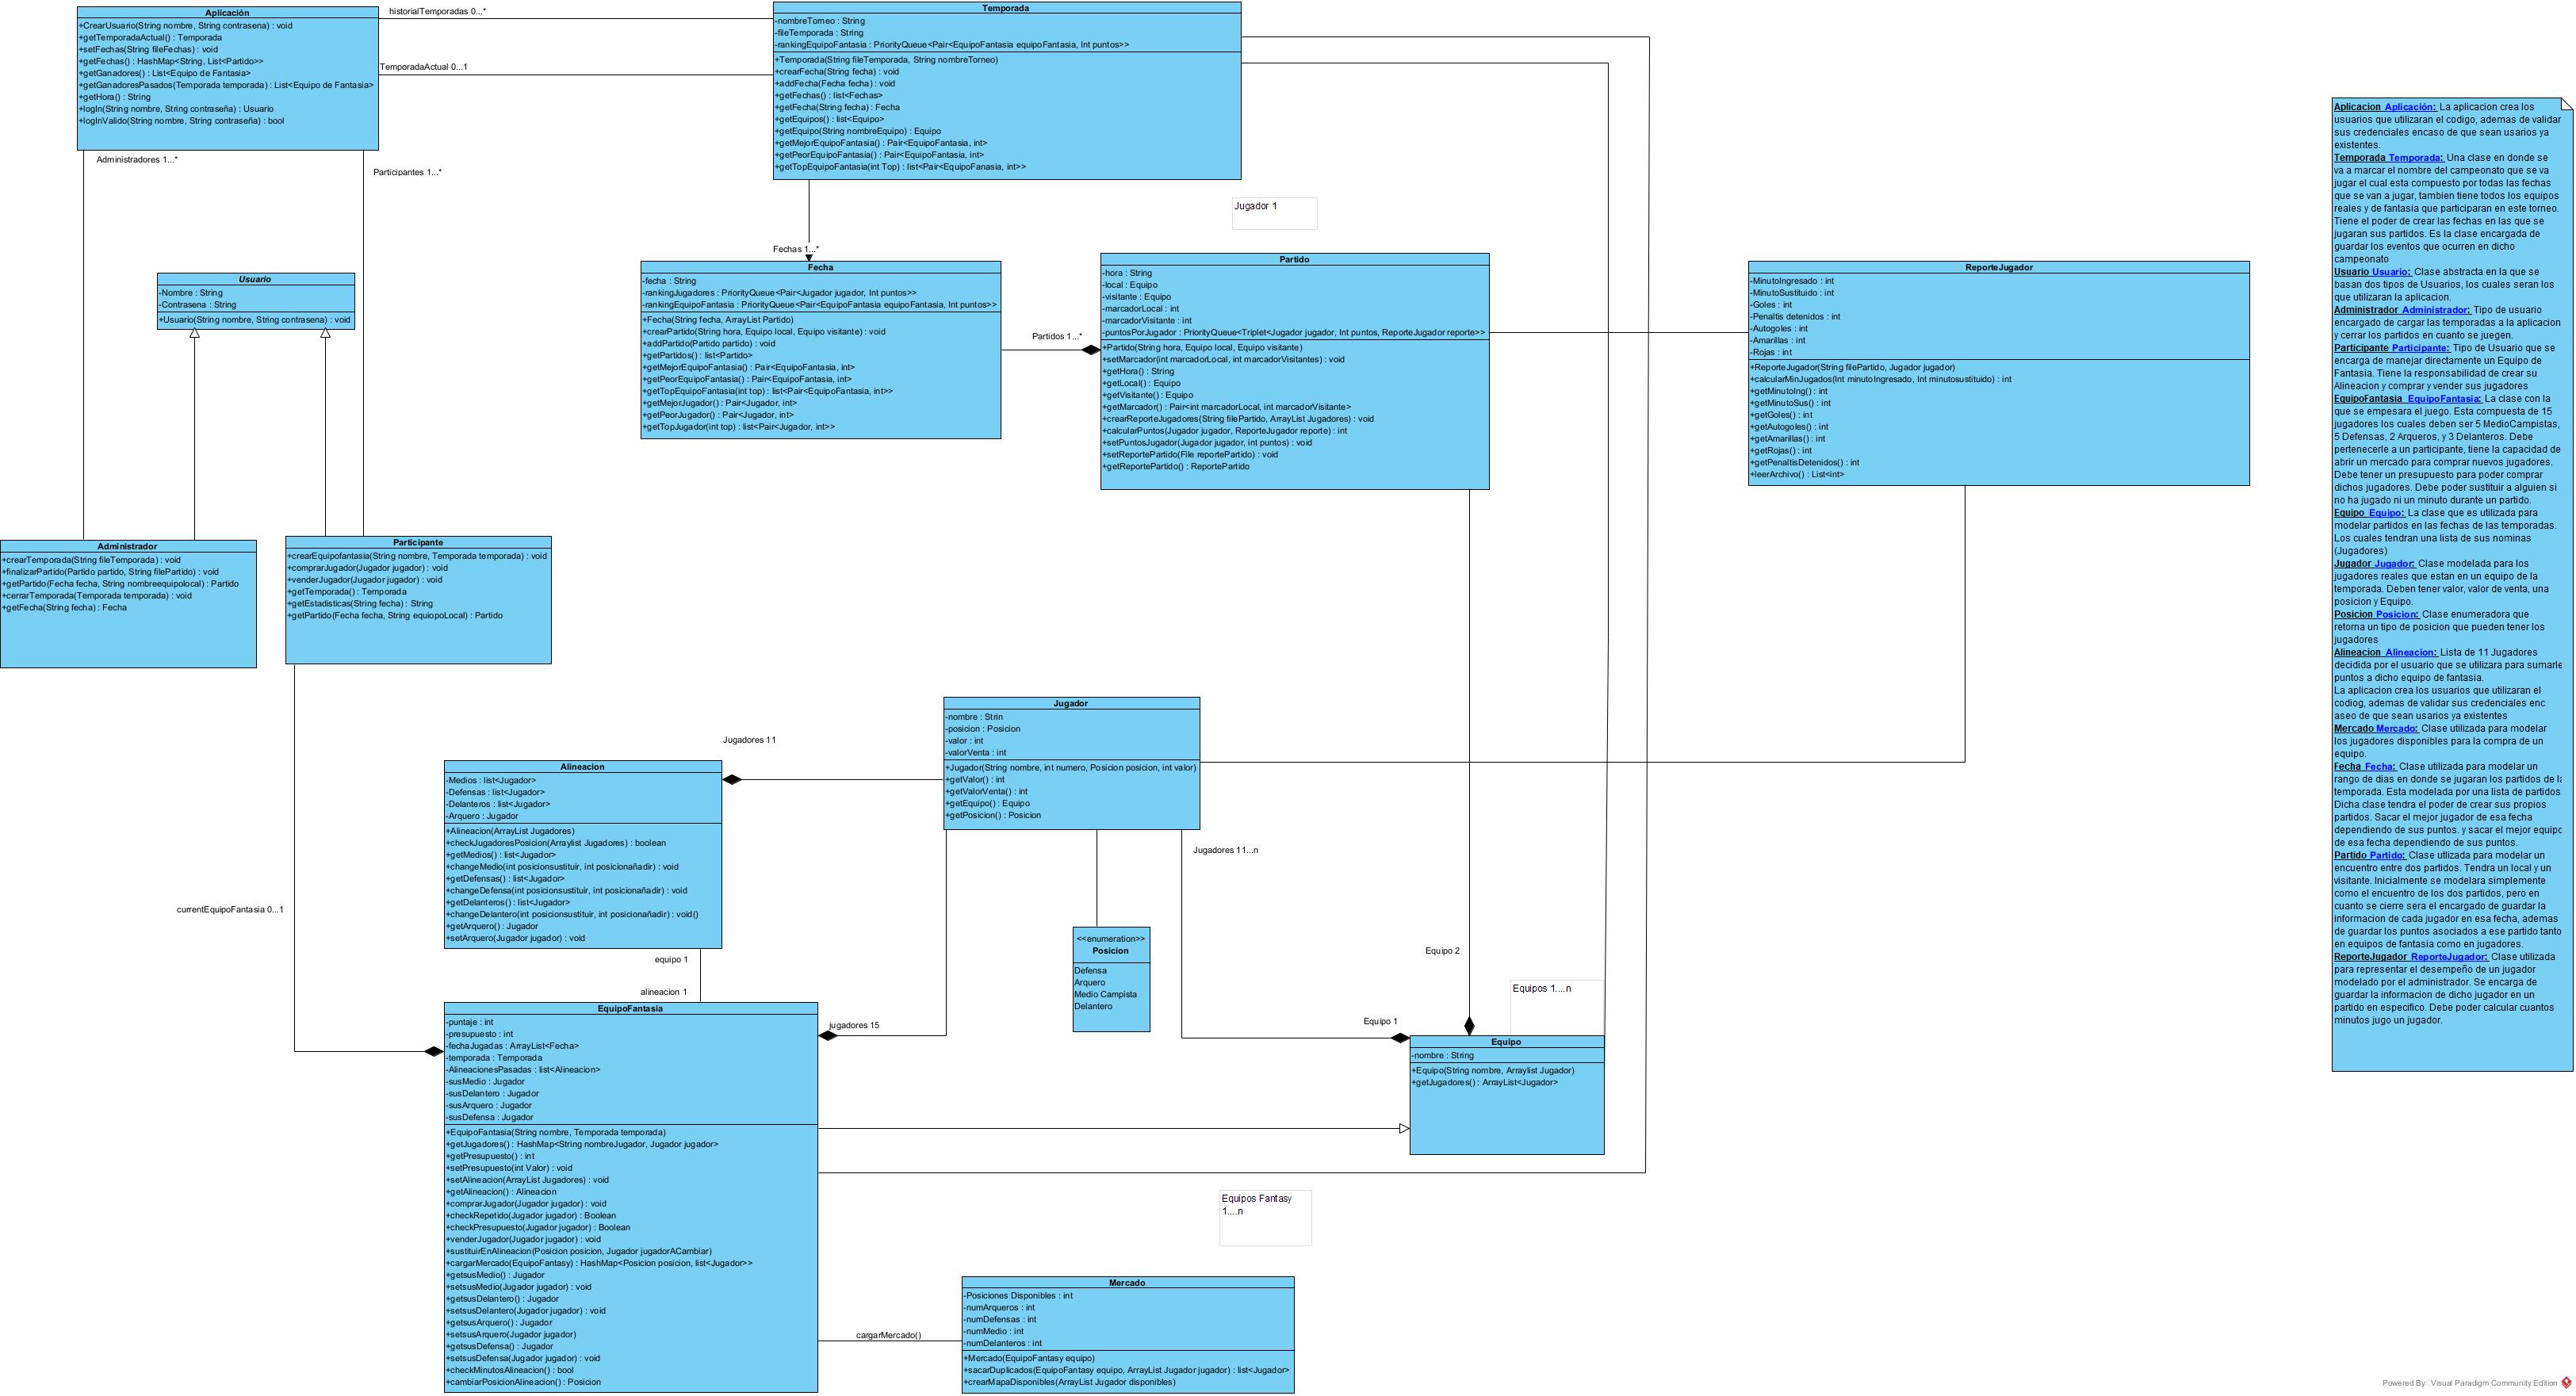 Aplicación
+CrearUsuario(String nombre, String contrasena) : void
+getTemporadaActual() : Temporada
+setFechas(String fileFechas) : void
+getFechas() : HashMap<String, List<Partido>>
+getGanadores() : List<Equipo de Fantasia>
+getGanadoresPasados(Temporada temporada) : List<Equipo de Fantasia>
+getHora() : String
+logIn(String nombre, String contraseña) : Usuario
+logInValido(String nombre, String contraseña) : bool
historialTemporadas 0...*
TemporadaActual 0...1
Administradores 1...*
Participantes 1...*
Temporada
-nombreTorneo : String
-fileTemporada : String
-rankingEquipoFantasia : PriorityQueue<Pair<EquipoFantasia equipoFantasia, Int puntos>>
+Temporada(String fileTemporada, String nombreTorneo)
+crearFecha(String fecha) : void
+addFecha(Fecha fecha) : void
+getFechas() : list<Fechas>
+getFecha(String fecha) : Fecha
+getEquipos() : list<Equipo>
+getEquipo(String nombreEquipo) : Equipo
+getMejorEquipoFantasia() : Pair<EquipoFantasia, int>
+getPeorEquipoFantasia() : Pair<EquipoFantasia, int>
+getTopEquipoFantasia(int Top) : list<Pair<EquipoFanasia, int>>
Jugador 1
Fechas 1...*
Usuario
-Nombre : String
-Contrasena : String
+Usuario(String nombre, String contrasena) : void
Fecha
-fecha : String
-rankingJugadores : PriorityQueue<Pair<Jugador jugador, Int puntos>>
-rankingEquipoFantasia : PriorityQueue<Pair<EquipoFantasia equipoFantasia, Int puntos>>
+Fecha(String fecha, ArrayList Partido)
+crearPartido(String hora, Equipo local, Equipo visitante) : void
+addPartido(Partido partido) : void
+getPartidos() : list<Partido>
+getMejorEquipoFantasia() : Pair<EquipoFantasia, int>
+getPeorEquipoFantasia() : Pair<EquipoFantasia, int>
+getTopEquipoFantasia(int top) : list<Pair<EquipoFantasia, int>>
+getMejorJugador() : Pair<Jugador, int>
+getPeorJugador() : Pair<Jugador, int>
+getTopJugador(int top) : list<Pair<Jugador, int>>
Partidos 1...*
Partido
-hora : String
-local : Equipo
-visitante : Equipo
-marcadorLocal : int
-marcadorVisitante : int
-puntosPorJugador : PriorityQueue<Triplet<Jugador jugador, Int puntos, ReporteJugador reporte>>
+Partido(String hora, Equipo local, Equipo visitante)
+setMarcador(int marcadorLocal, int marcadorVisitantes) : void
+getHora() : String
+getLocal() : Equipo
+getVisitante() : Equipo
+getMarcador() : Pair<int marcadorLocal, int marcadorVisitante>
+crearReporteJugadores(String filePartido, ArrayList Jugadores) : void
+calcularPuntos(Jugador jugador, ReporteJugador reporte) : int
+setPuntosJugador(Jugador jugador, int puntos) : void
+setReportePartido(File reportePartido) : void
+getReportePartido() : ReportePartido
ReporteJugador
-MinutoIngresado : int
-MinutoSustituido : int
-Goles : int
-Penaltis detenidos : int
-Autogoles : int
-Amarillas : int
-Rojas : int
+ReporteJugador(String filePartido, Jugador jugador)
+calcularMinJugados(Int minutoIngresado, Int minutosustituido) : int
+getMinutoIng() : int
+getMinutoSus() : int
+getGoles() : int
+getAutogoles() : int
+getAmarillas() : int
+getRojas() : int
+getPenaltisDetenidos() : int
+leerArchivo() : List<int>
Administrador
+crearTemporada(String fileTemporada) : void
+finalizarPartido(Partido partido, String filePartido) : void
+getPartido(Fecha fecha, String nombreequipolocal) : Partido
+cerrarTemporada(Temporada temporada) : void
+getFecha(String fecha) : Fecha
Participante
+crearEquipofantasia(String nombre, Temporada temporada) : void
+comprarJugador(Jugador jugador) : void
+venderJugador(Jugador jugador) : void
+getTemporada() : Temporada
+getEstadisticas(String fecha) : String
+getPartido(Fecha fecha, String equiopoLocal) : Partido
currentEquipoFantasia 0...1
Jugadores 11
Alineacion
-Medios : list<Jugador>
-Defensas : list<Jugador>
-Delanteros : list<Jugador>
-Arquero : Jugador
+Alineacion(ArrayList Jugadores)
+checkJugadoresPosicion(Arraylist Jugadores) : boolean
+getMedios() : list<Jugador>
+changeMedio(int posicionsustituir, int posicionañadir) : void
+getDefensas() : list<Jugador>
+changeDefensa(int posicionsustituir, int posicionañadir) : void
+getDelanteros() : list<Jugador>
+changeDelantero(int posicionsustituir, int posicionañadir) : void()
+getArquero() : Jugador
+setArquero(Jugador jugador) : void
equipo 1
alineacion 1
Jugador
-nombre : Strin
-posicion : Posicion
-valor : int
-valorVenta : int
+Jugador(String nombre, int numero, Posicion posicion, int valor)
+getValor() : int
+getValorVenta() : int
+getEquipo() : Equipo
+getPosicion() : Posicion
Jugadores 11...n
<<enumeration>>
Posicion
Defensa
Arquero
Medio Campista
Delantero
Equipo 2
Equipos 1....n
Equipo 1
jugadores 15
Equipo
-nombre : String
+Equipo(String nombre, Arraylist Jugador)
+getJugadores() : ArrayList<Jugador>
EquipoFantasia
-puntaje : int
-presupuesto : int
-fechaJugadas : ArrayList<Fecha>
-temporada : Temporada
-AlineacionesPasadas : list<Alineacion>
-susMedio : Jugador
-susDelantero : Jugador
-susArquero : Jugador
-susDefensa : Jugador
+EquipoFantasia(String nombre, Temporada temporada)
+getJugadores() : HashMap<String nombreJugador, Jugador jugador>
+getPresupuesto() : int
+setPresupuesto(int Valor) : void
+setAlineacion(ArrayList Jugadores) : void
+getAlineacion() : Alineacion
+comprarJugador(Jugador jugador) : void
+checkRepetido(Jugador jugador) : Boolean
+checkPresupuesto(Jugador jugador) : Boolean
+venderJugador(Jugador jugador) : void
+sustituirEnAlineacion(Posicion posicion, Jugador jugadorACambiar)
+cargarMercado(EquipoFantasy) : HashMap<Posicion posicion, list<Jugador>>
+getsusMedio() : Jugador
+setsusMedio(Jugador jugador) : void
+getsusDelantero() : Jugador
+setsusDelantero(Jugador jugador) : void
+getsusArquero() : Jugador
+setsusArquero(Jugador jugador)
+getsusDefensa() : Jugador
+setsusDefensa(Jugador jugador) : void
+checkMinutosAlineacion() : bool
+cambiarPosicionAlineacion() : Posicion
Equipos Fantasy
1....n
cargarMercado()
Mercado
-Posiciones Disponibles : int
-numArqueros : int
-numDefensas : int
-numMedio : int
-numDelanteros : int
+Mercado(EquipoFantasy equipo)
+sacarDuplicados(EquipoFantasy equipo, ArrayList Jugador jugador) : list<Jugador>
+crearMapaDisponibles(ArrayList Jugador disponibles)
Aplicacion Aplicación: La aplicacion crea los
usuarios que utilizaran el codigo, ademas de validar
sus credenciales encaso de que sean usarios ya
existentes.
Temporada Temporada: Una clase en donde se
va a marcar el nombre del campeonato que se va
jugar el cual esta compuesto por todas las fechas
que se van a jugar, tambien tiene todos los equipos
reales y de fantasia que participaran en este torneo.
Tiene el poder de crear las fechas en las que se
jugaran sus partidos. Es la clase encargada de
guardar los eventos que ocurren en dicho
campeonato
Usuario Usuario: Clase abstracta en la que se
basan dos tipos de Usuarios, los cuales seran los
que utilizaran la aplicacion.
Administrador Administrador: Tipo de usuario
encargado de cargar las temporadas a la aplicacion
y cerrar los partidos en cuanto se juegen.
Participante Participante: Tipo de Usuario que se
encarga de manejar directamente un Equipo de
Fantasia. Tiene la responsabilidad de crear su
Alineacion y comprar y vender sus jugadores
EquipoFantasia EquipoFantasia: La clase con la
que se empesara el juego. Esta compuesta de 15
jugadores los cuales deben ser 5 MedioCampistas,
5 Defensas, 2 Arqueros, y 3 Delanteros. Debe
pertenecerle a un participante, tiene la capacidad de
abrir un mercado para comprar nuevos jugadores.
Debe tener un presupuesto para poder comprar
dichos jugadores. Debe poder sustituir a alguien si
no ha jugado ni un minuto durante un partido.
Equipo Equipo: La clase que es utilizada para
modelar partidos en las fechas de las temporadas.
Los cuales tendran una lista de sus nominas
(Jugadores)
Jugador Jugador: Clase modelada para los
jugadores reales que estan en un equipo de la
temporada. Deben tener valor, valor de venta, una
posicion y Equipo.
Posicion Posicion: Clase enumeradora que
retorna un tipo de posicion que pueden tener los
jugadores
Alineacion Alineacion: Lista de 11 Jugadores
decidida por el usuario que se utilizara para sumarle
puntos a dicho equipo de fantasia.
La aplicacion crea los usuarios que utilizaran el
codiog, ademas de validar sus credenciales enc
aseo de que sean usarios ya existentes
Mercado Mercado: Clase utilizada para modelar
los jugadores disponibles para la compra de un
equipo.
Fecha Fecha: Clase utilizada para modelar un
rango de dias en donde se jugaran los partidos de la
temporada. Esta modelada por una lista de partidos
Dicha clase tendra el poder de crear sus propios
partidos. Sacar el mejor jugador de esa fecha
dependiendo de sus puntos. y sacar el mejor equipo
de esa fecha dependiendo de sus puntos.
Partido Partido: Clase utlizada para modelar un
encuentro entre dos partidos. Tendra un local y un
visitante. Inicialmente se modelara simplemente
como el encuentro de los dos partidos, pero en
cuanto se cierre sera el encargado de guardar la
informacion de cada jugador en esa fecha, ademas
de guardar los puntos asociados a ese partido tanto
en equipos de fantasia como en jugadores.
ReporteJugador ReporteJugador: Clase utilizada
para representar el desempeño de un jugador
modelado por el administrador. Se encarga de
guardar la informacion de dicho jugador en un
partido en especifico. Debe poder calcular cuantos
minutos jugo un jugador.
Powered By Visual Paradigm Community Edition